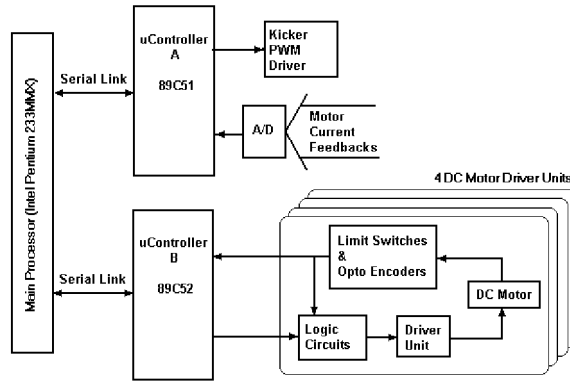 Main Processor (Intel Pentium 233MMX)
Serial Link
uController
A
89C51
Kicker
PWM
Driver
A/D
Motor
Current
Feedbacks
4 DC Motor Driver Units
Serial Link
uController
B
89C52
Limit Switches
&
Opto Encoders
DC Motor
Logic
Circuits
Driver
Unit